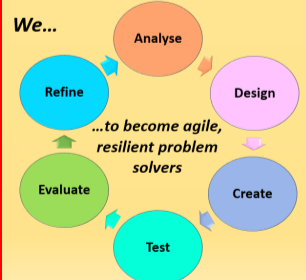 We...
Analyse
Design
Create
Test
Evaluate
Refine
...to become agile,
resilient problem
solvers